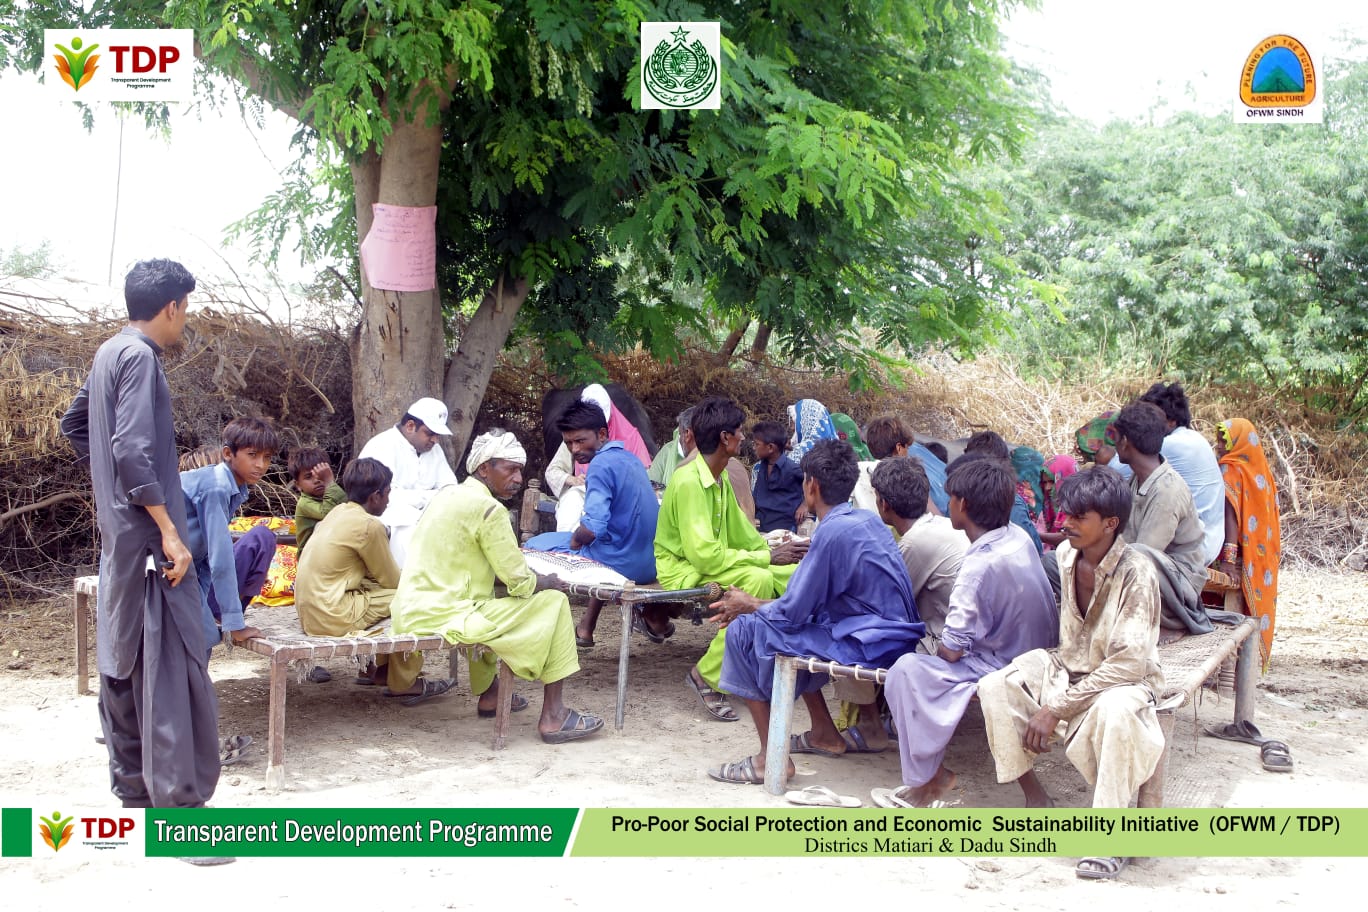 TDP
Transparent Development
Programme
PLANING FOR THE FUTURE
AGRICULTURE
OFWM SINDH
TDP
Transparent Development
Programme
Transparent Development Programme
Pro-Poor Social Protection and Economic Sustainability Initiative (OFWM / TDP)
Districs Matiari & Dadu Sindh